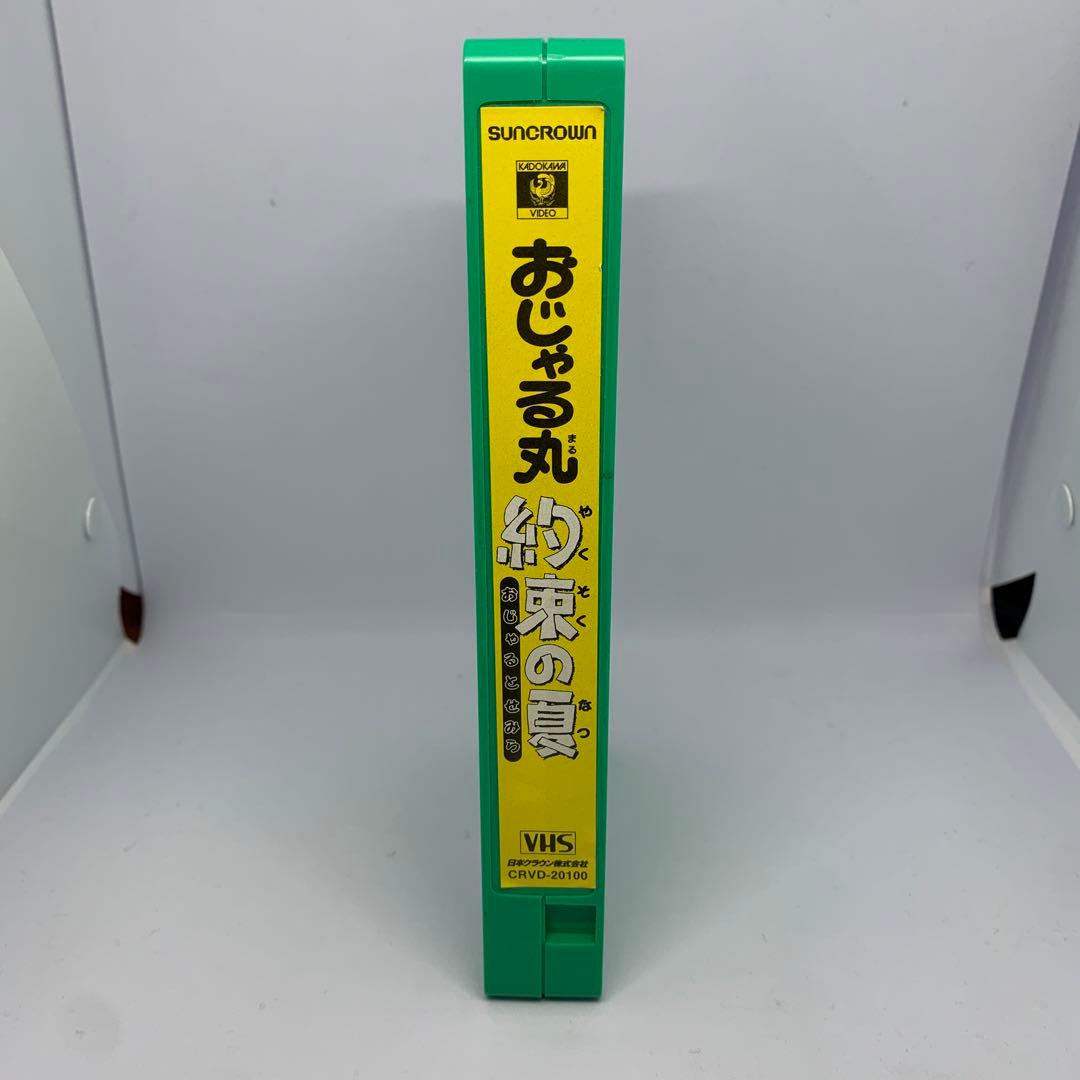 SUNCROWN
KADOKAWA
VIDEO
おじゃる丸
まる
約束の夏
やくそく
なつ
おじゃるとせみら
VHS
日本クラウン株式会社
CRVD-20100